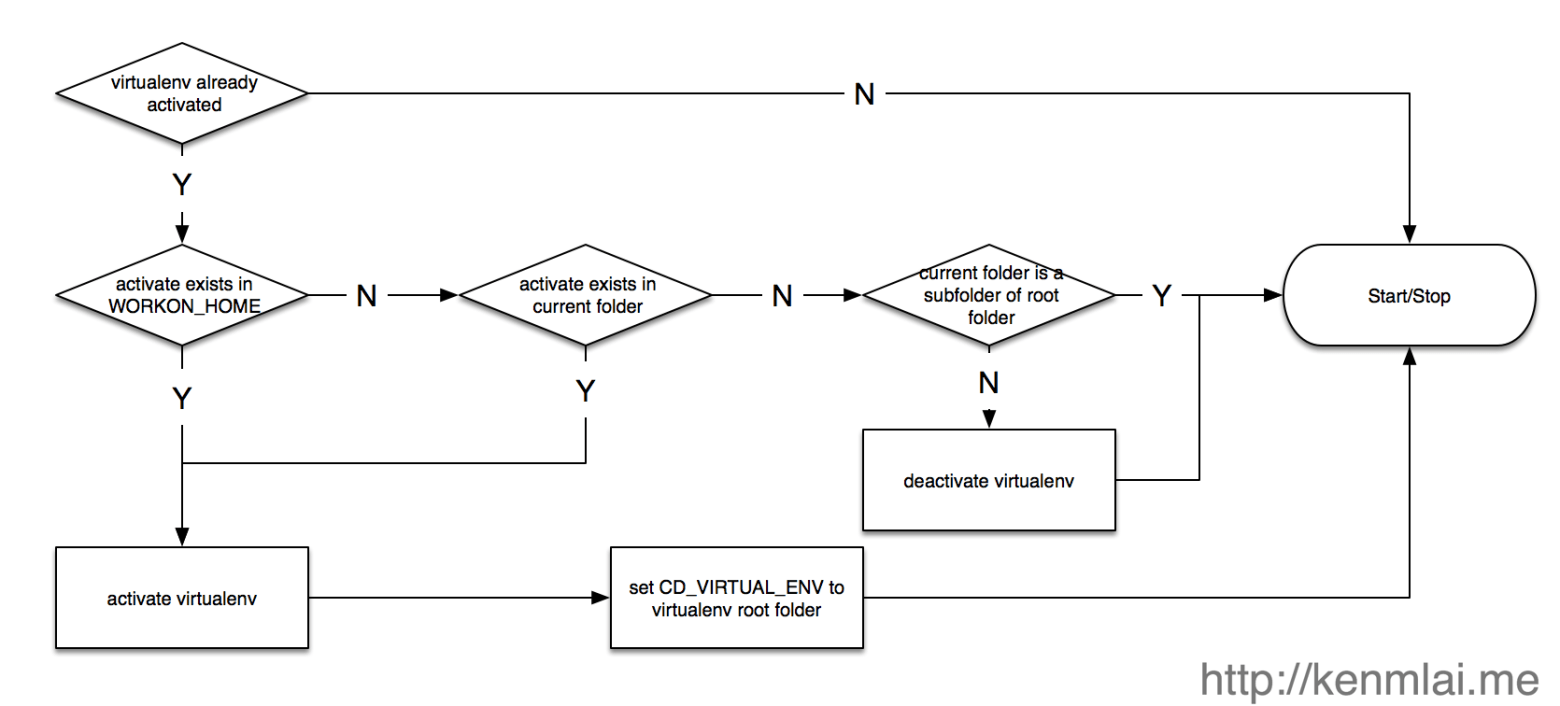 virtualenv already
activated
N
Y
activate exists in
WORKON_HOME
N
activate exists in
current folder
N
current folder is a
subfolder of root
folder
Y
Start/Stop
Y
Y
N
deactivate virtualenv
activate virtualenv
set CD_VIRTUAL_ENV to
virtualenv root folder
http://kenmlai.me